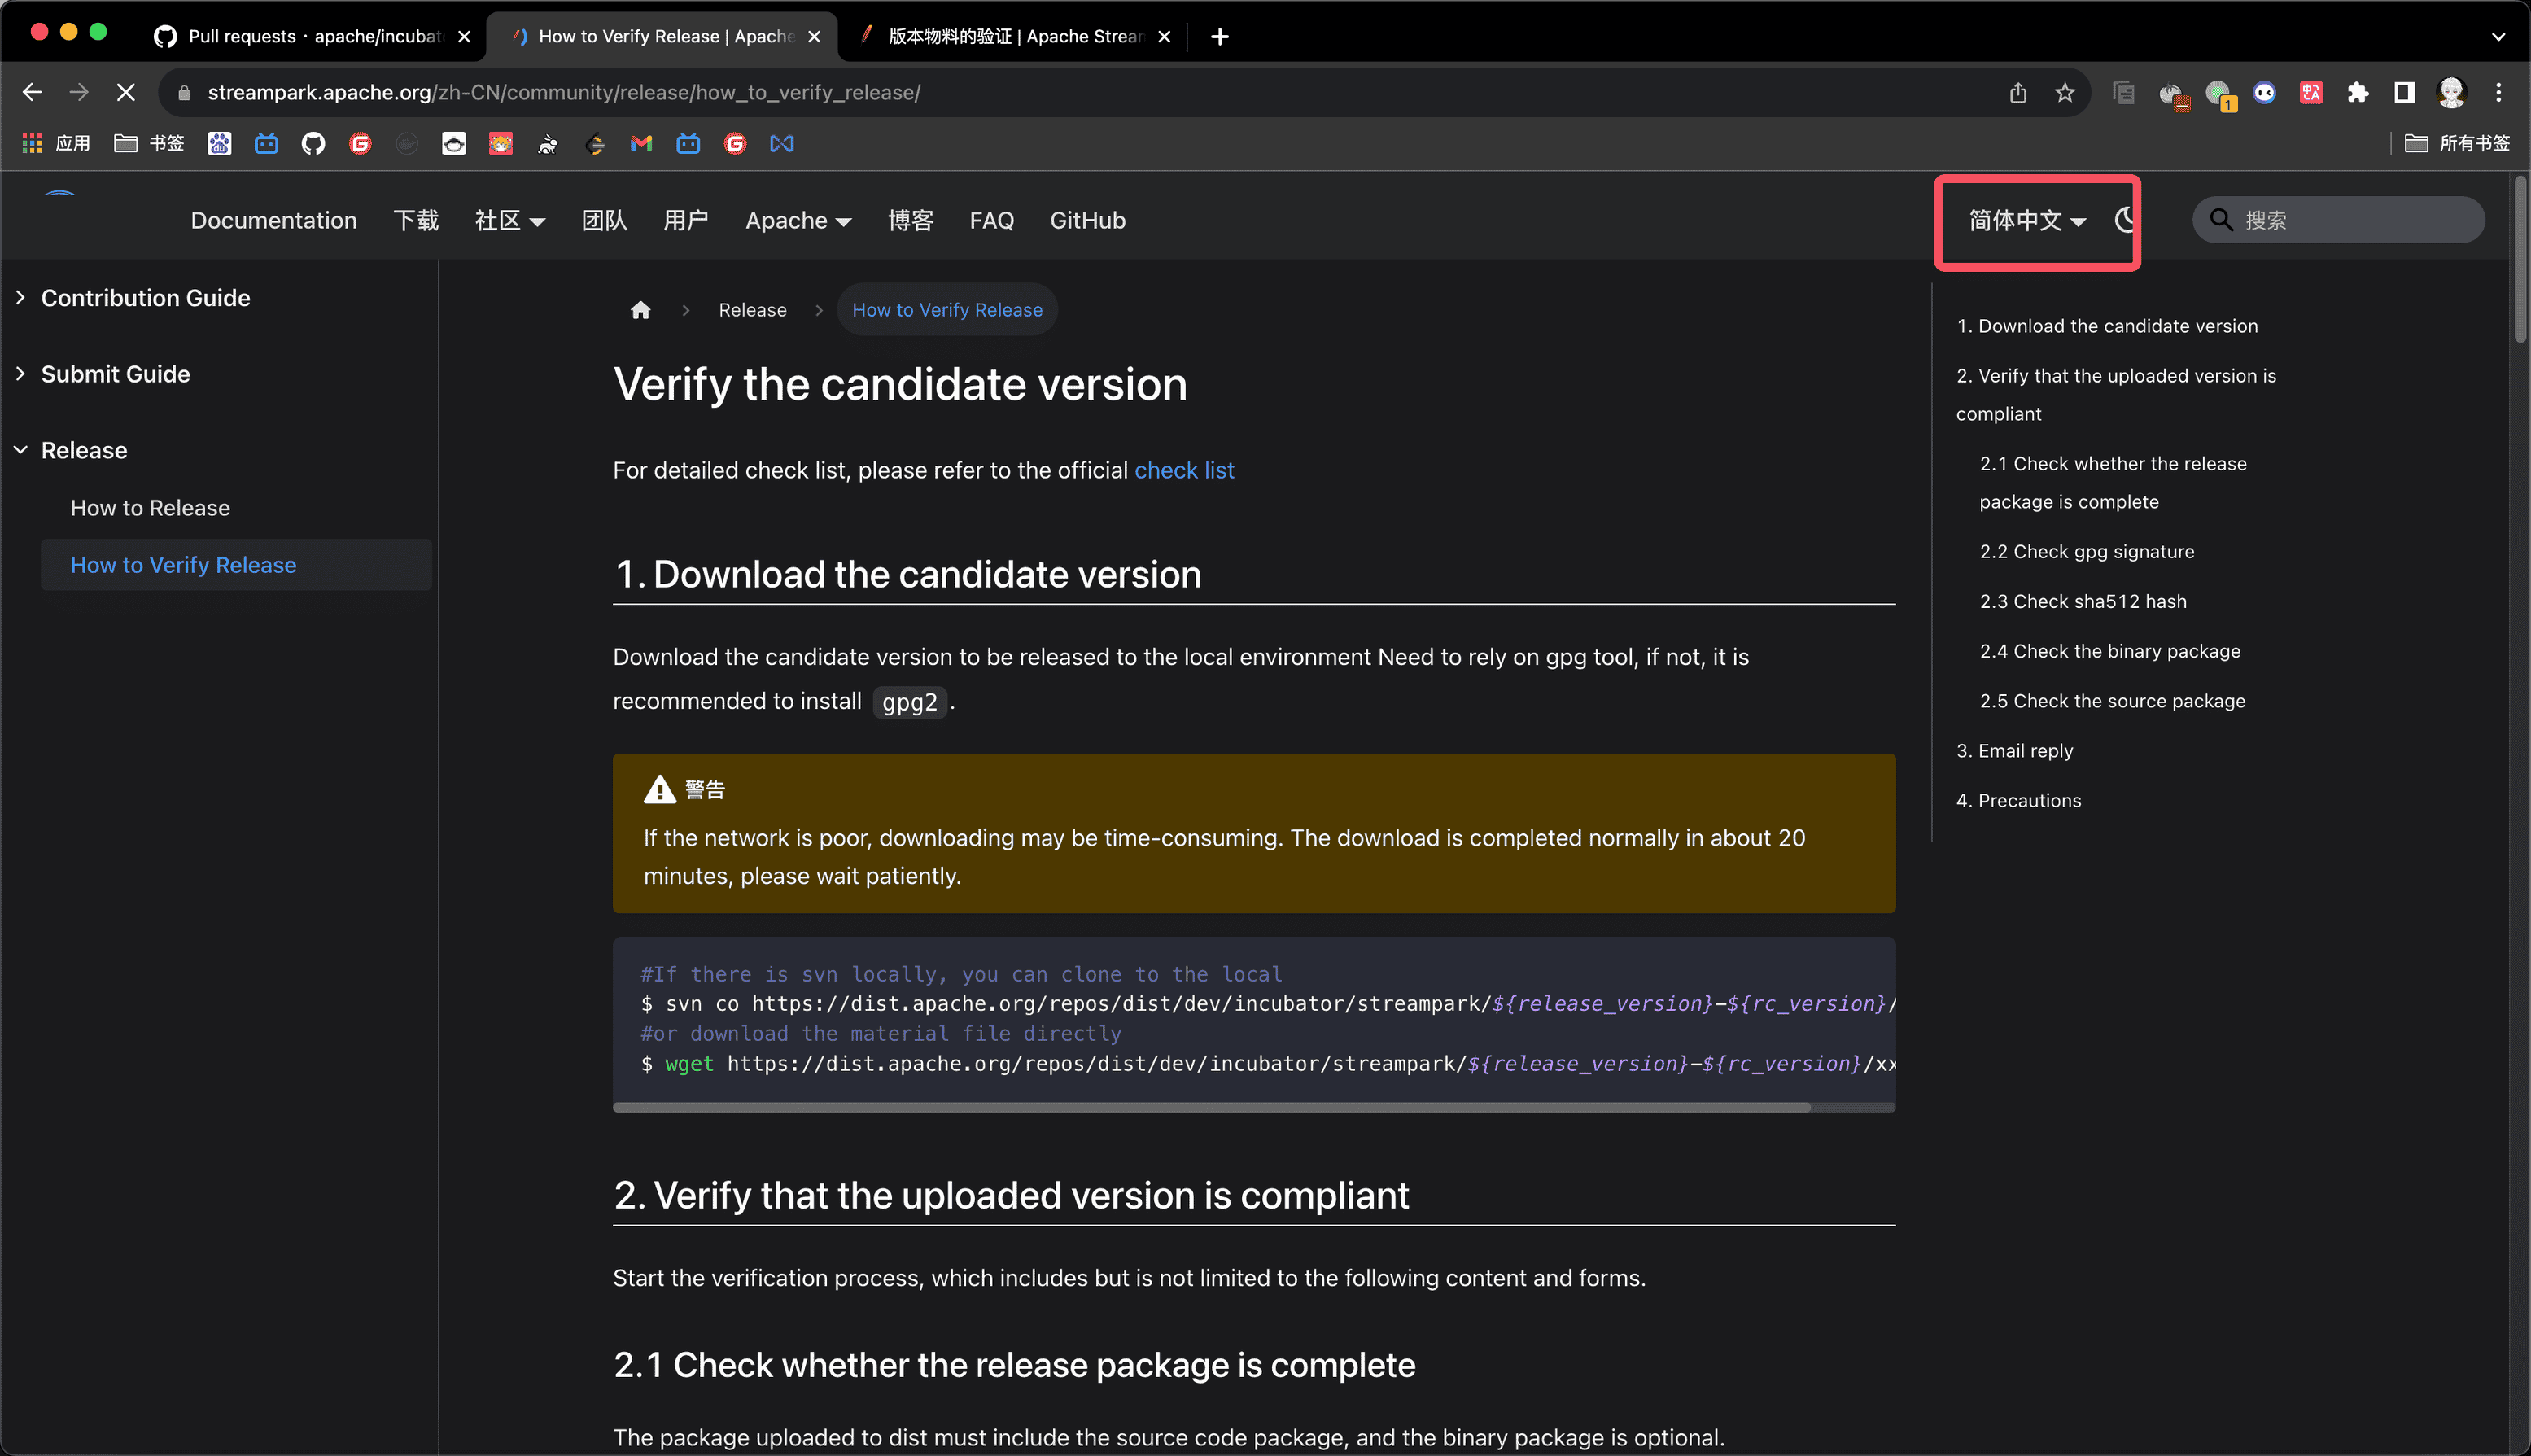 Pull requests · apache/incubat
How to Verify Release | Apache
版本物料的验证 | Apache Strean
streampark.apache.org/zh-CN/community/release/how_to_verify_release/
1
应用
书签
所有书签
Documentation
下载
社区
团队
用户
Apache
博客
FAQ
GitHub
简体中文
搜索
Contribution Guide
Submit Guide
Release
How to Release
How to Verify Release
Release
How to Verify Release
Verify the candidate version
For detailed check list, please refer to the official check list
1. Download the candidate version
Download the candidate version to be released to the local environment Need to rely on gpg tool, if not, it is
recommended to install gpg2 .
警告
If the network is poor, downloading may be time-consuming. The download is completed normally in about 20
minutes, please wait patiently.
#If there is svn locally, you can clone to the local
$ svn co https://dist.apache.org/repos/dist/dev/incubator/streampark/${release_version}-${rc_version}/
#or download the material file directly
$ wget https://dist.apache.org/repos/dist/dev/incubator/streampark/${release_version}-${rc_version}/xx
2. Verify that the uploaded version is compliant
Start the verification process, which includes but is not limited to the following content and forms.
2.1 Check whether the release package is complete
The package uploaded to dist must include the source code package, and the binary package is optional.
1. Download the candidate version
2. Verify that the uploaded version is
compliant
2.1 Check whether the release
package is complete
2.2 Check gpg signature
2.3 Check sha512 hash
2.4 Check the binary package
2.5 Check the source package
3. Email reply
4. Precautions